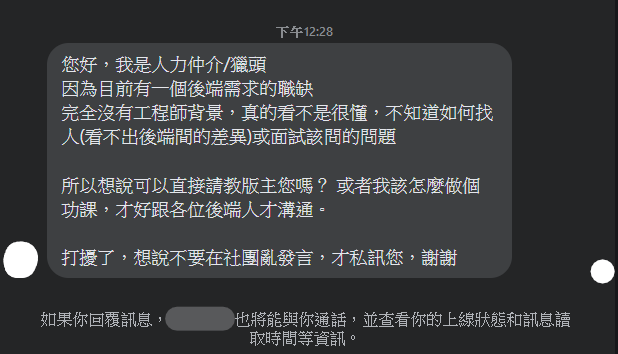 下午12:28
您好，我是人力仲介/獵頭
因為目前有一個後端需求的職缺
完全沒有工程師背景，真的看不是很懂，不知道如何找
人(看不出後端間的差異)或面試該問的問題
所以想說可以直接請教版主您嗎？ 或者我該怎麼做個
功課，才好跟各位後端人才溝通。
打擾了，想說不要在社團亂發言，才私訊您，謝謝
如果你回覆訊息，也將能與你通話，並查看你的上線狀態和訊息讀
取時間等資訊。